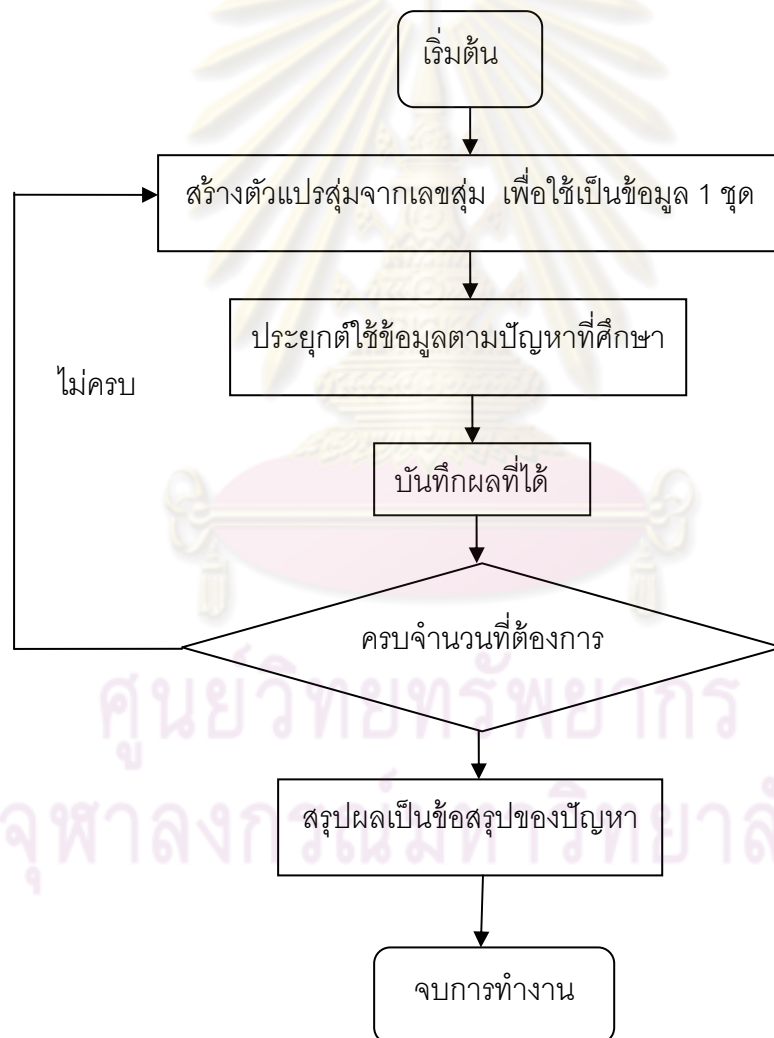 เริ่มต้น
สร้างตัวแปรสุ่มจากเลขสุ่ม เพื่อใช้เป็นข้อมูล 1 ชุด
ประยุกต์ใช้ข้อมูลตามปัญหาที่ศึกษา
ไม่ครบ
บันทึกผลที่ได้
ครบจำนวนที่ต้องการ
ศูนย์วิทยทรัพยากร
สรุปผลเป็นข้อสรุปของปัญหา
จุฬาลงกรณ์มหาวิทยาลั
จบการทำงาน